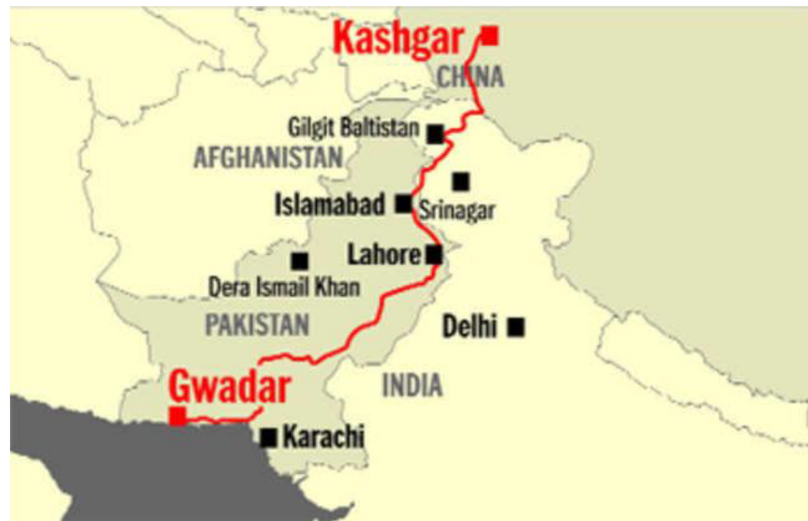 Kashgar
CHINA
Gilgit Baltistan
AFGHANISTAN
Islamabad
Srinagar
Lahore
Dera Ismail Khan
PAKISTAN
Delhi
Gwadar
INDIA
Karachi